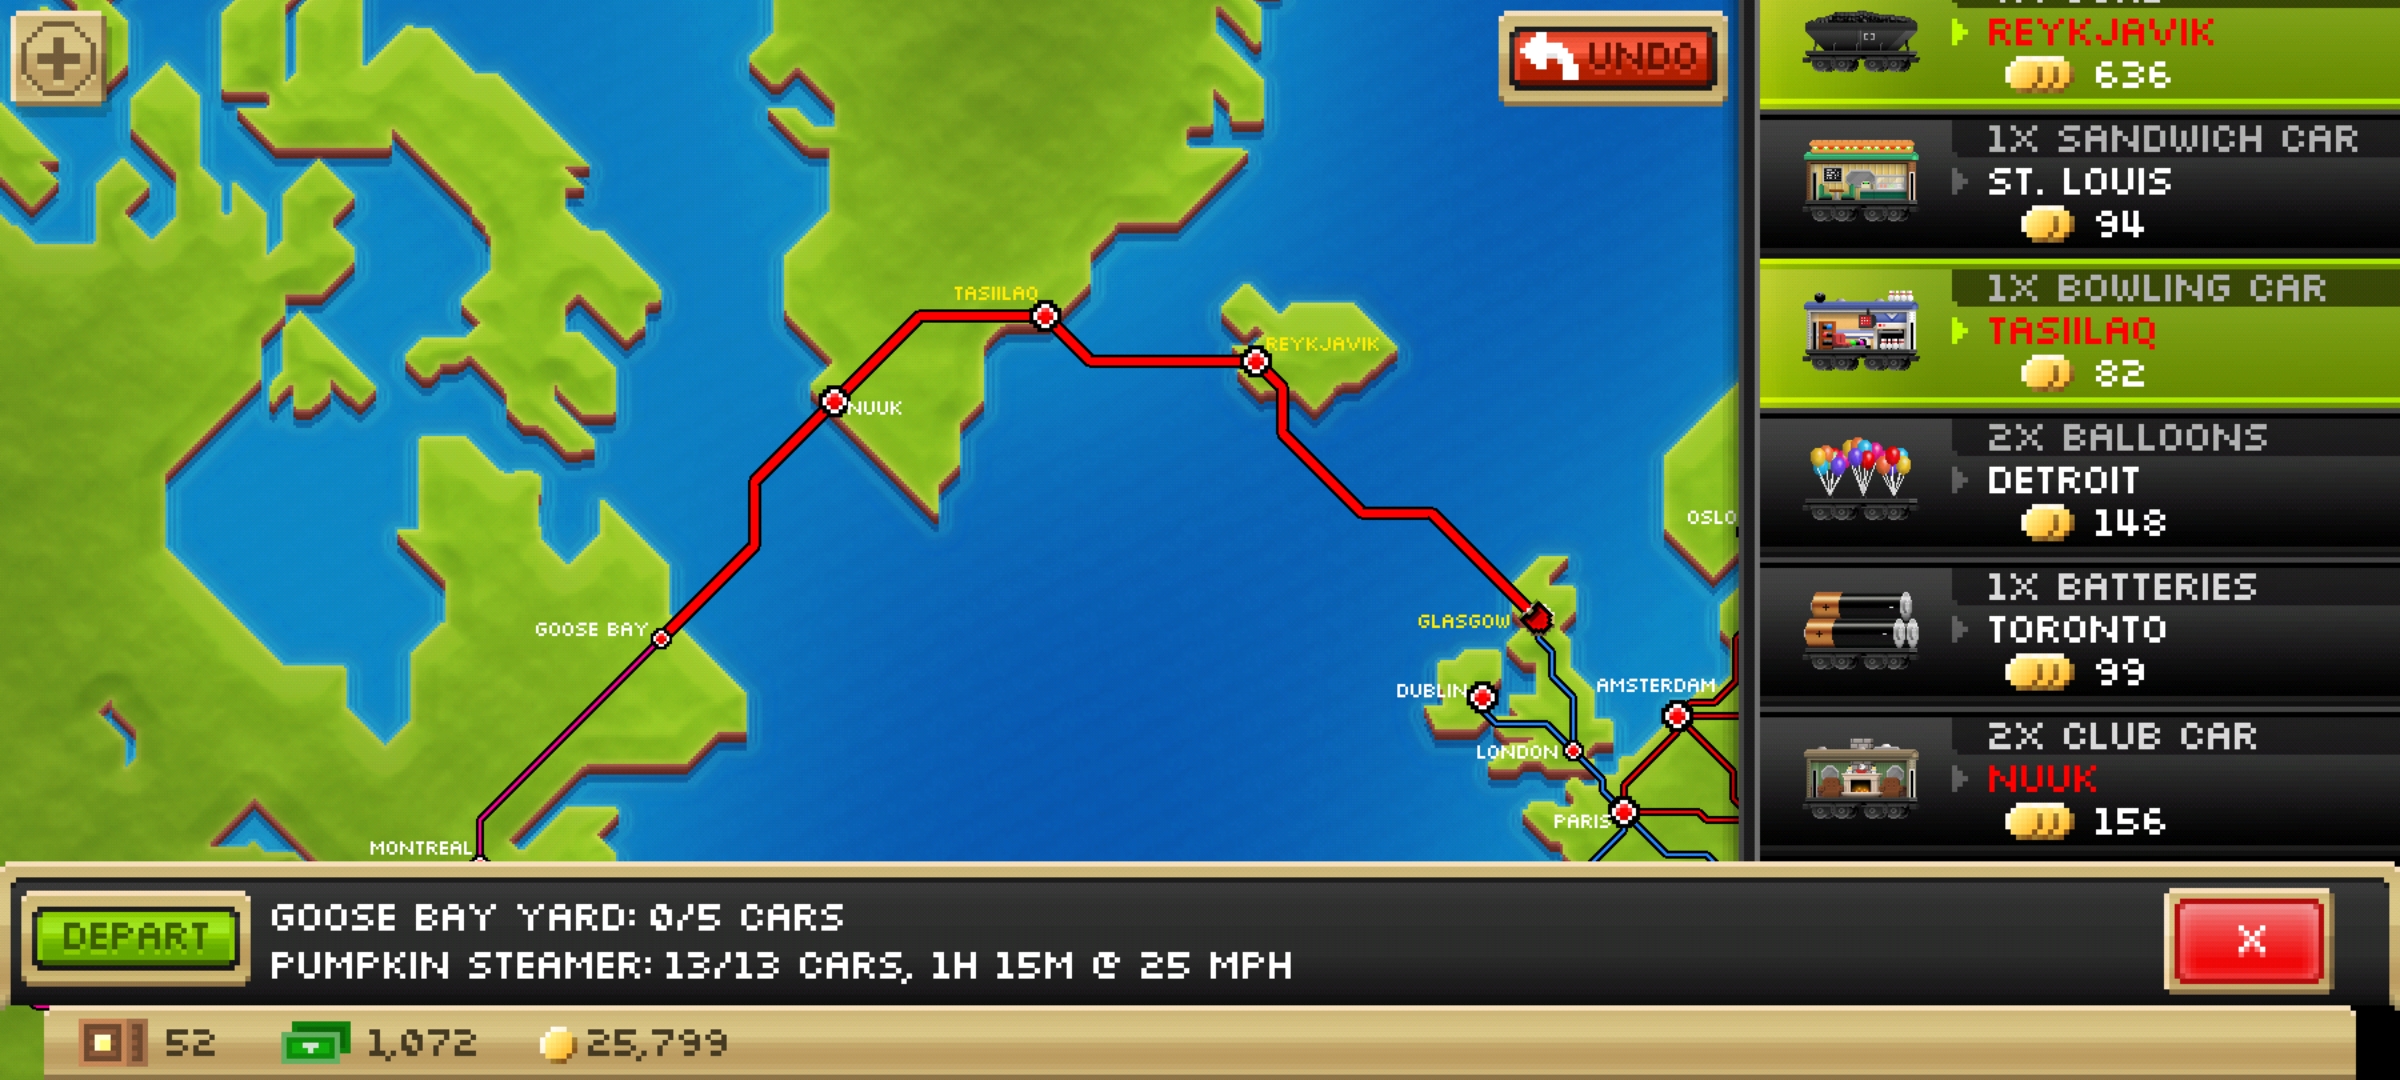 UNDO
TASIILAQ
REYKJAVIK
NUUK
OSLO
GOOSE BAY
GLASGOW
DUBLIN
AMSTERDAM
LONDON
PARIS
MONTREAL
REYKJAVIK
636
1X SANDWICH CAR
ST. LOUIS
94
1X BOWLING CAR
TASIILAQ
82
2X BALLOONS
DETROIT
148
1X BATTERIES
TORONTO
99
2X CLUB CAR
NUUK
156
DEPART
GOOSE BAY YARD: 0/5 CARS
PUMPKIN STEAMER: 13/13 CARS, 1H 15M @ 25 MPH
X
52
1,072
25,799